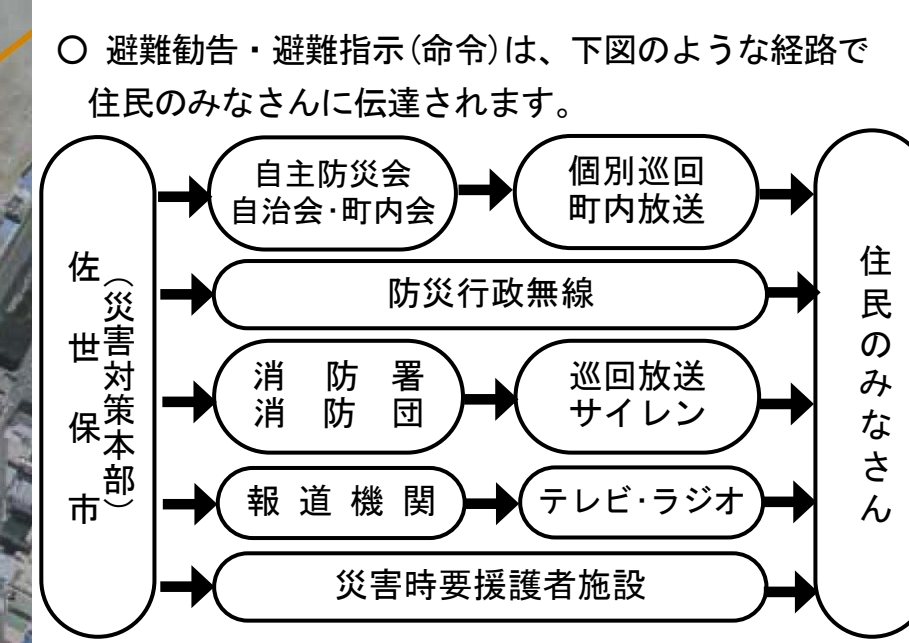 〇 避難勧告・避難指示(命令)は、下図のような経路で
住民のみなさんに伝達されます。
佐世保市
（災害対策本部）
自主防災会
自治会・町内会
個別巡回
町内放送
防災行政無線
消防署
消防団
巡回放送
サイレン
報道機関
テレビ・ラジオ
災害時要援護者施設
住民のみなさん